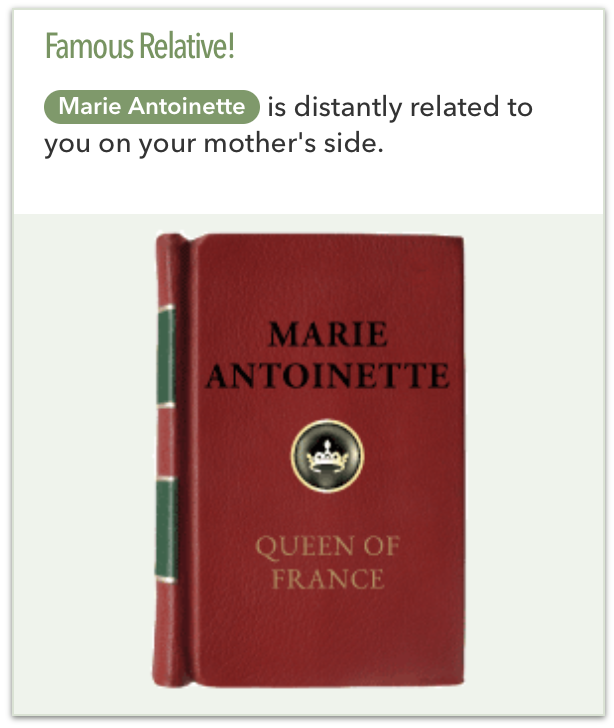 Famous Relative!
Marie Antoinette is distantly related to
you on your mother's side.
MARIE
ANTOINETTE
QUEEN OF
FRANCE